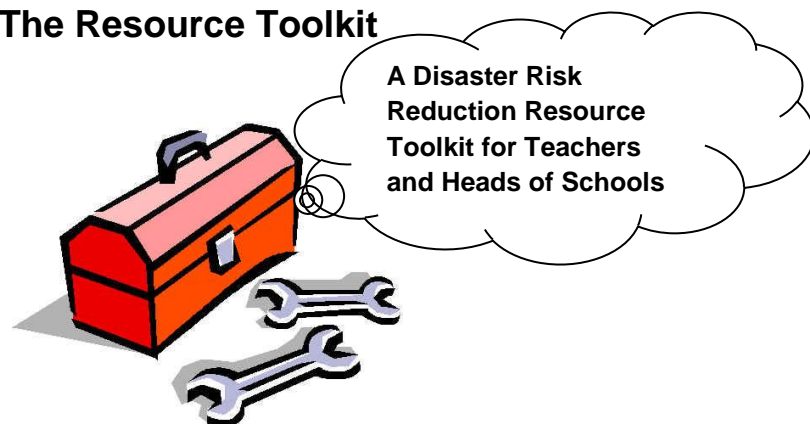 The Resource Toolkit
A Disaster Risk
Reduction Resource
Toolkit for Teachers
and Heads of Schools